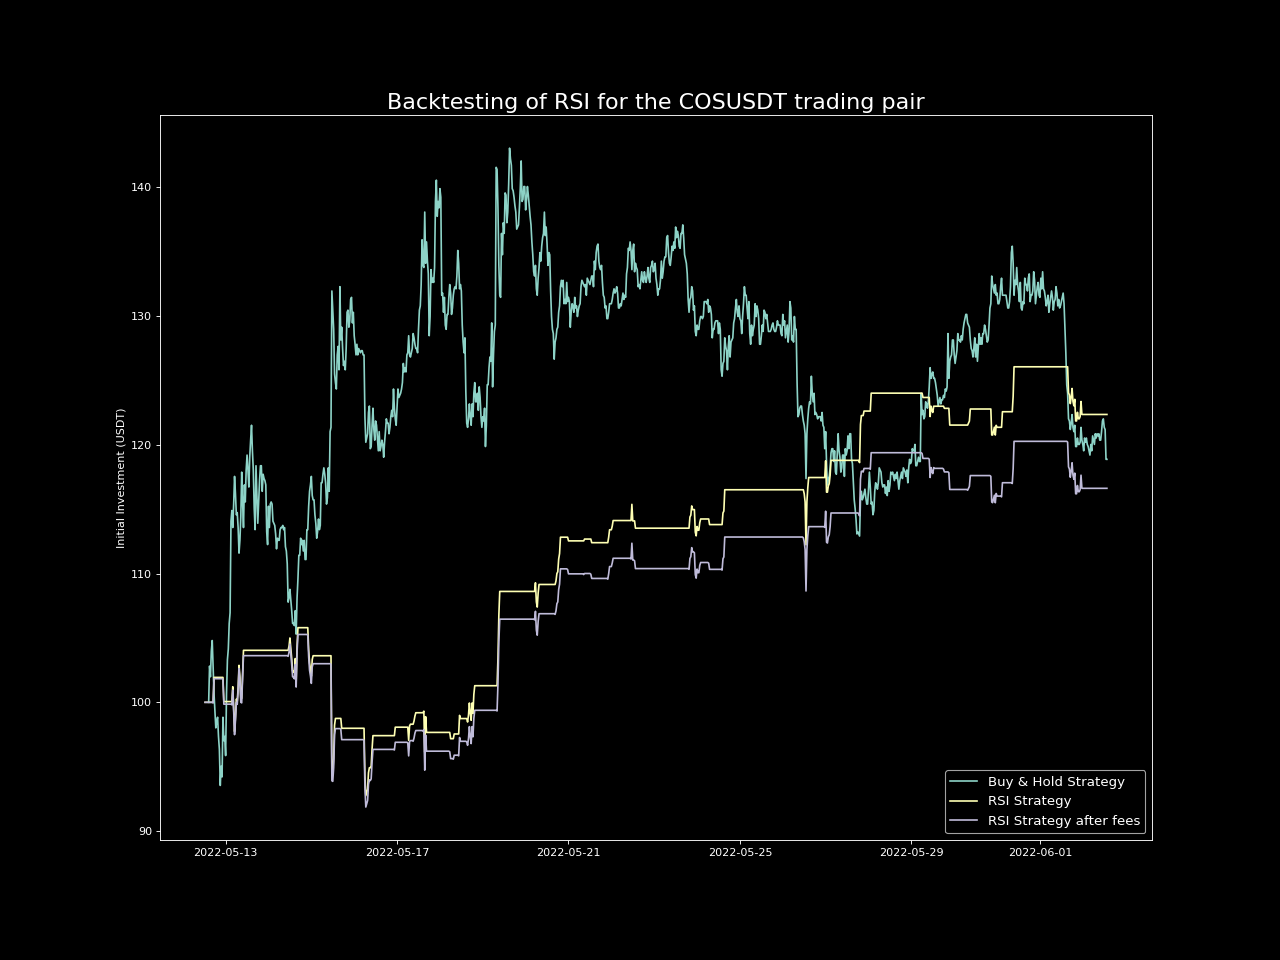 Backtesting of RSI for the COSUSDT trading pair
Initial Investment (USDT)
140
130
120
110
100
90
2022-05-13
2022-05-17
2022-05-21
2022-05-25
2022-05-29
2022-06-01
Buy & Hold Strategy
RSI Strategy
RSI Strategy after fees